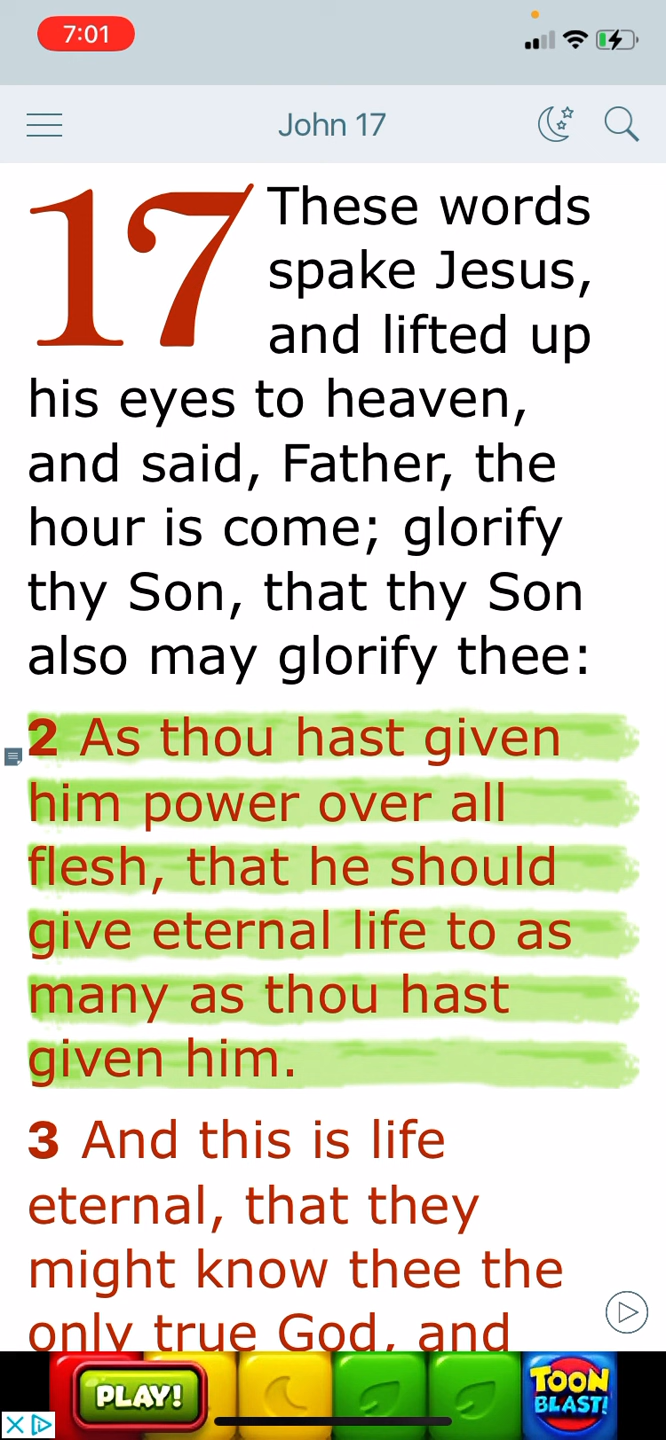 7:01
John 17
17 These words
spake Jesus,
and lifted up
his eyes to heaven,
and said, Father, the
hour is come; glorify
thy Son, that thy Son
also may glorify thee:
2 As thou hast given
him power over all
flesh, that he should
give eternal life to as
many as thou hast
given him.
3 And this is life
eternal, that they
might know thee the
only true God, and
PLAY!
TOON
BLAST!